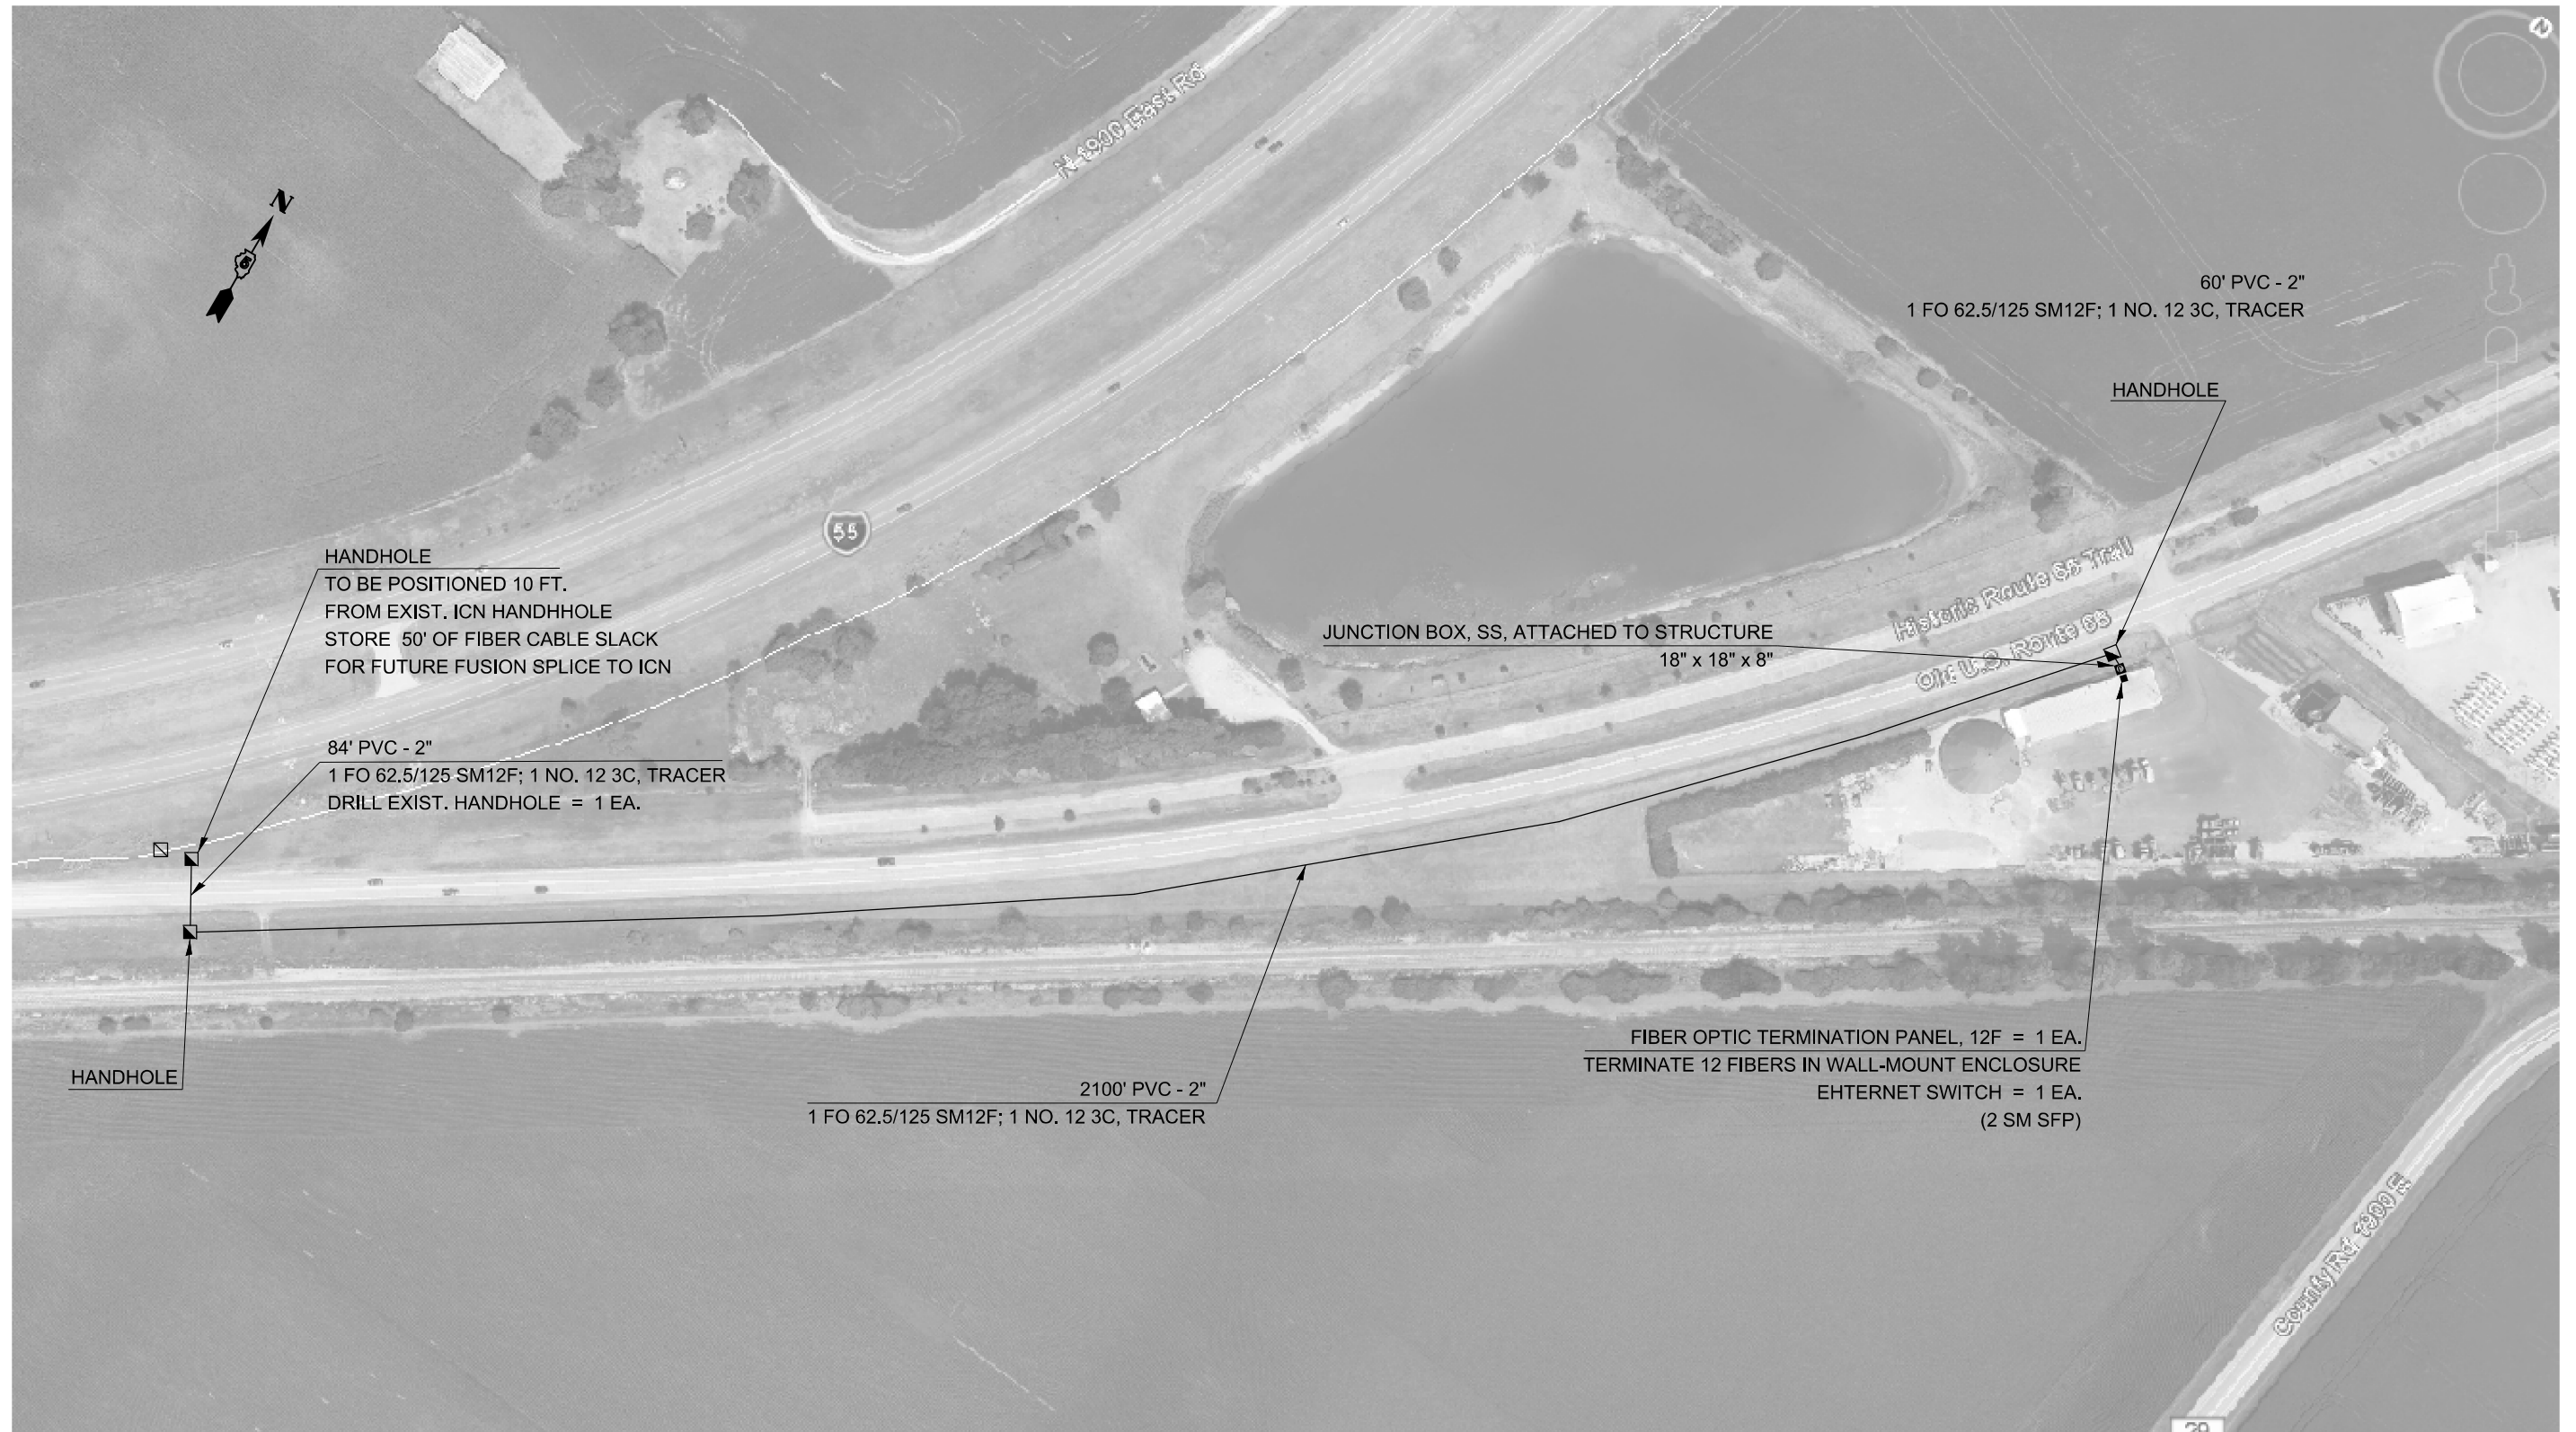 N
N 1900 East Rd
60' PVC - 2"
1 FO 62.5/125 SM12F; 1 NO. 12 3C, TRACER
HANDHOLE
55
HANDHOLE
TO BE POSITIONED 10 FT.
FROM EXIST. ICN HANDHHOLE
STORE 50' OF FIBER CABLE SLACK
FOR FUTURE FUSION SPLICE TO ICN
Historic Route 66 Trail
Old U.S. Route 66
JUNCTION BOX, SS, ATTACHED TO STRUCTURE
18" x 18" x 8"
84' PVC - 2"
1 FO 62.5/125 SM12F; 1 NO. 12 3C, TRACER
DRILL EXIST. HANDHOLE = 1 EA.
HANDHOLE
2100' PVC - 2"
1 FO 62.5/125 SM12F; 1 NO. 12 3C, TRACER
FIBER OPTIC TERMINATION PANEL, 12F = 1 EA.
TERMINATE 12 FIBERS IN WALL-MOUNT ENCLOSURE
EHTERNET SWITCH = 1 EA.
(2 SM SFP)
County Rd 1900 E